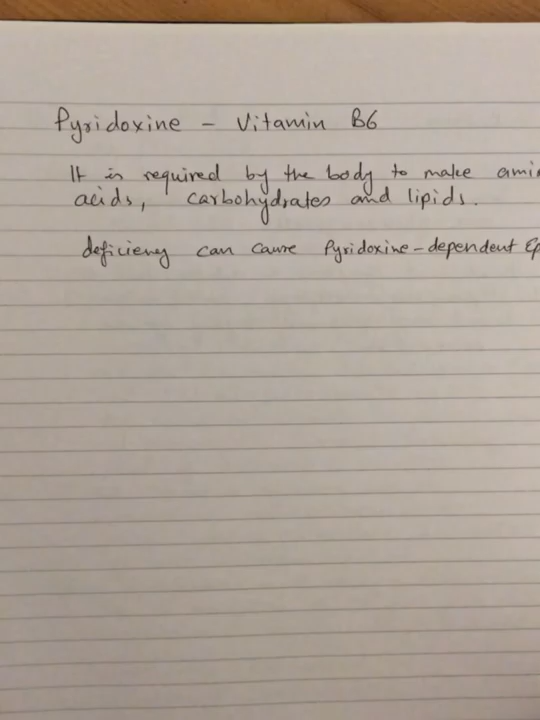 Pyridoxine - Vitamin B6
It is required by the body to make amin
acids, carbohydrates and lipids.
deficieny can cause Pyridoxine-dependent Ep